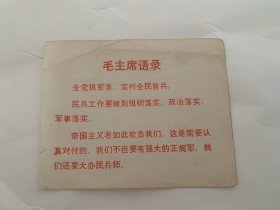 毛主席语录
全党抓军事，实行全民皆兵。
民兵工作要做到组织落实，政治落实，
军事落实。
帝国主义者如此欺负我们，这是需要认
真对付的，我们不但要有强大的正规军，我
们还要大办民兵师。